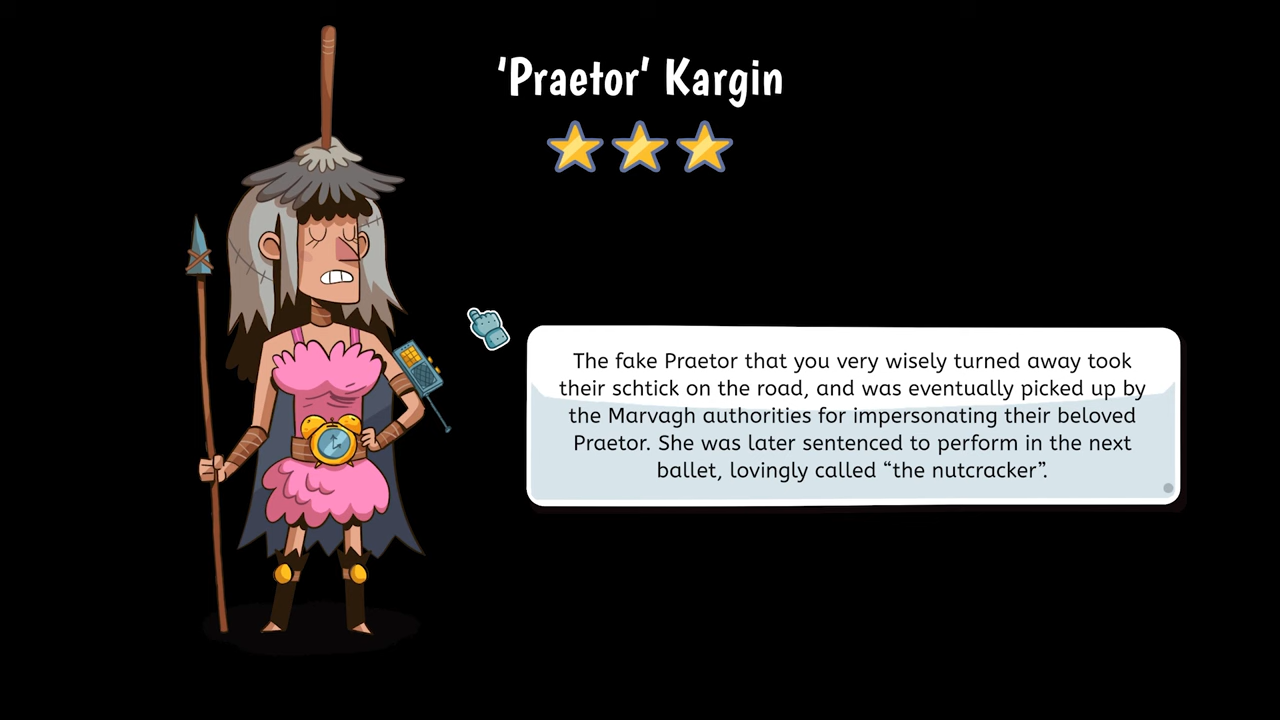 ‘Praetor’ Kargin
The fake Praetor that you very wisely turned away took
their schtick on the road, and was eventually picked up by
the Marvagh authorities for impersonating their beloved
Praetor. She was later sentenced to perform in the next
ballet, lovingly called “the nutcracker”.